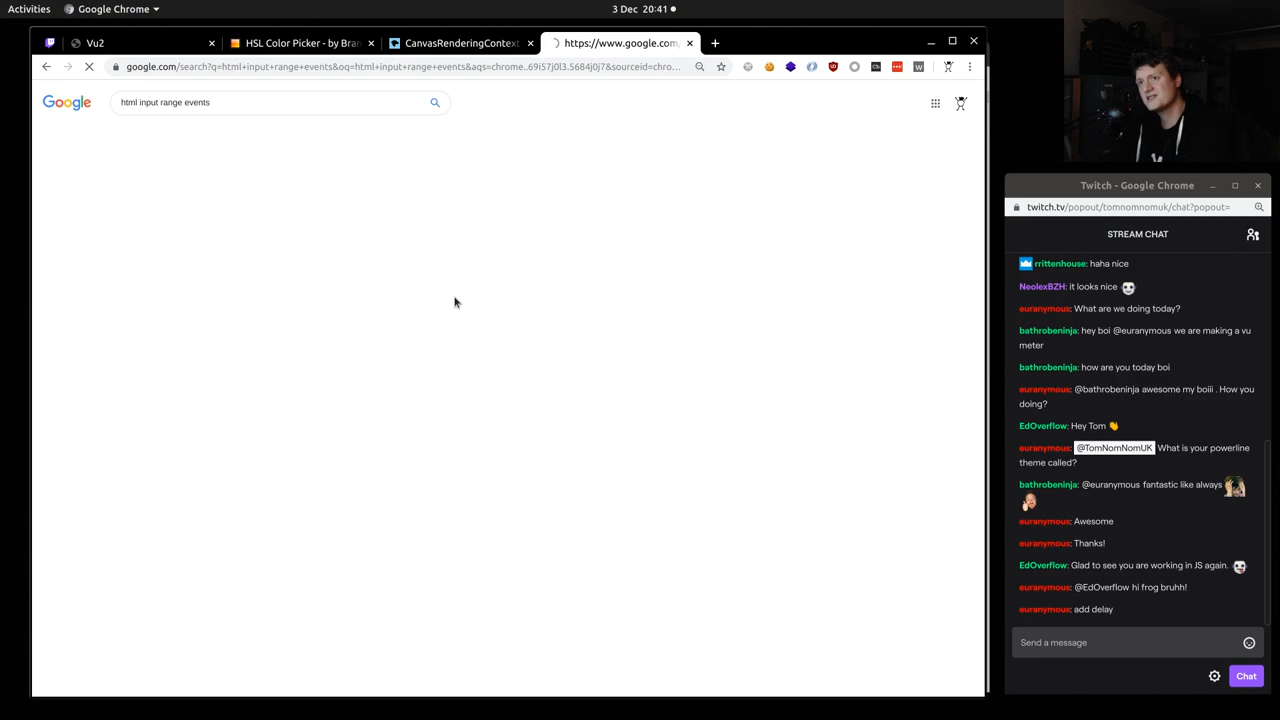 Activities
Google Chrome
3 Dec 20:41
Vu2
HSL Color Picker - by Bran
CanvasRenderingContext
https://www.google.com/
google.com/search?q=html+input+range+events&oq=html+input+range+events&aqs=chrome..69i57j0l3.5684j0j7&sourceid=chro...
Google
html input range events
Twitch - Google Chrome
twitch.tv/popout/tomnomnomuk/chat?popout=
STREAM CHAT
rrittenhouse: haha nice
NeolexBZH: it looks nice
euranymous: What are we doing today?
bathrobeninja: hey boi @euranymous we are making a vu
meter
bathrobeninja: how are you today boi
euranymous: @bathrobeninja awesome my boiii . How you
doing?
EdOverflow: Hey Tom 👋
euranymous: @TomNomNomUK What is your powerline
theme called?
bathrobeninja: @euranymous fantastic like always
euranymous: Awesome
euranymous: Thanks!
EdOverflow: Glad to see you are working in JS again.
euranymous: @EdOverflow hi frog bruhh!
euranymous: add delay
Send a message
Chat